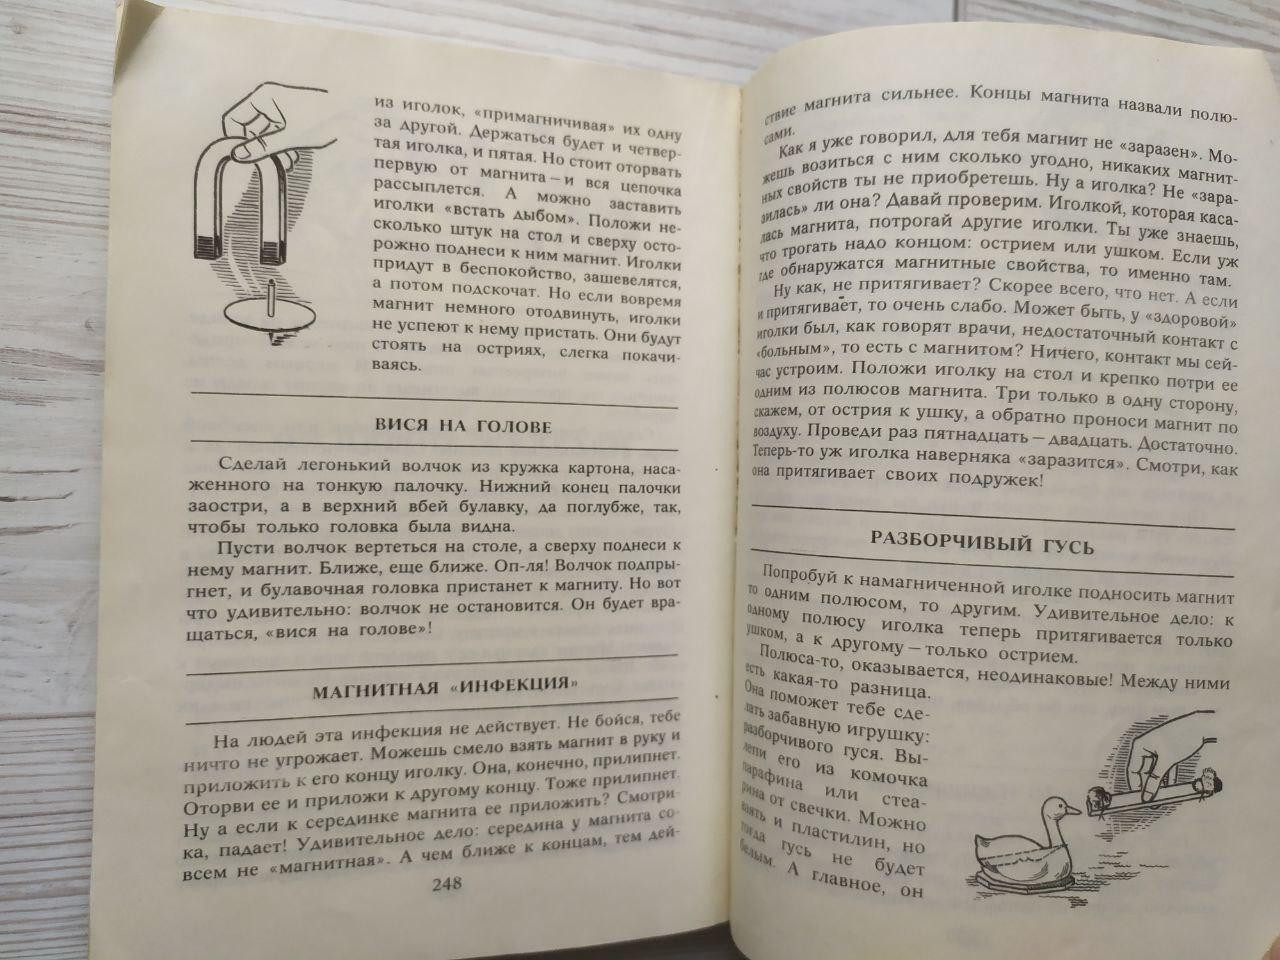 из иголок, «примагничивая» их одну
за другой. Держаться будет и четвер-
тая иголка, и пятая. Но стоит оторвать
первую от магнита – и вся цепочка
рассыплется. А можно заставить
иголки «встать дыбом». Положи не-
сколько штук на стол и сверху осто-
рожно поднеси к ним магнит. Иголки
придут в беспокойство, зашевелятся,
а потом подскочат. Но если вовремя
магнит немного отодвинуть, иголки
не успеют к нему пристать. Они будут
стоять на остриях, слегка покачи-
ваясь.
ВИСЯ НА ГОЛОВЕ
Сделай легонький волчок из кружка картона, наса-
женного на тонкую палочку. Нижний конец палочки
заостри, а в верхний вбей булавку, да поглубже, так,
чтобы только головка была видна.
Пусти волчок вертеться на столе, а сверху поднеси к
нему магнит. Ближе, еще ближе. Оп-ля! Волчок подпры-
гнет, и булавочная головка пристанет к магниту. Но вот
что удивительно: волчок не остановится. Он будет вра-
щаться, «вися на голове»!
МАГНИТНАЯ «ИНФЕКЦИЯ»
На людей эта инфекция не действует. Не бойся, тебе
ничто не угрожает. Можешь смело взять магнит в руку и
приложить к его концу иголку. Она, конечно, прилипнет.
Оторви ее и приложи к другому концу. Тоже прилипнет.
Ну а если к серединке магнита ее приложить? Смотри-
ка, падает! Удивительное дело: середина у магнита со-
всем не «магнитная». А чем ближе к концам, тем дей-
248
ствие магнита сильнее. Концы магнита назвали полю-
сами.
Как я уже говорил, для тебя магнит не «заразен». Мо-
жешь возиться с ним сколько угодно, никаких магнит-
ных свойств ты не приобретешь. Ну а иголка? Не «зара-
зилась» ли она? Давай проверим. Иголкой, которая каса-
лась магнита, потрогай другие иголки. Ты уже знаешь,
что трогать надо концом: острием или ушком. Если уж
где обнаружатся магнитные свойства, то именно там.
Ну как, не притягивает? Скорее всего, что нет. А если
и притягивает, то очень слабо. Может быть, у «здоровой»
иголки был, как говорят врачи, недостаточный контакт с
«больным», то есть с магнитом? Ничего, контакт мы сей-
час устроим. Положи иголку на стол и крепко потри ее
одним из полюсов магнита. Три только в одну сторону,
скажем, от острия к ушку, а обратно проноси магнит по
воздуху. Проведи раз пятнадцать – двадцать. Достаточно.
Теперь-то уж иголка наверняка «заразится». Смотри, как
она притягивает своих подружек!
РАЗБОРЧИВЫЙ ГУСЬ
Попробуй к намагниченной иголке подносить магнит
то одним полюсом, то другим. Удивительное дело: к
одному полюсу иголка теперь притягивается только
ушком, а к другому – только острием.
Полюса-то, оказывается, неодинаковые! Между ними
есть какая-то разница.
Она поможет тебе сде-
лать забавную игрушку:
разборчивого гуся. Вы-
лепи его из комочка
парафина или стеа-
рина от свечки. Можно
взять и пластилин, но
тогда гусь не будет
белым. А главное, он